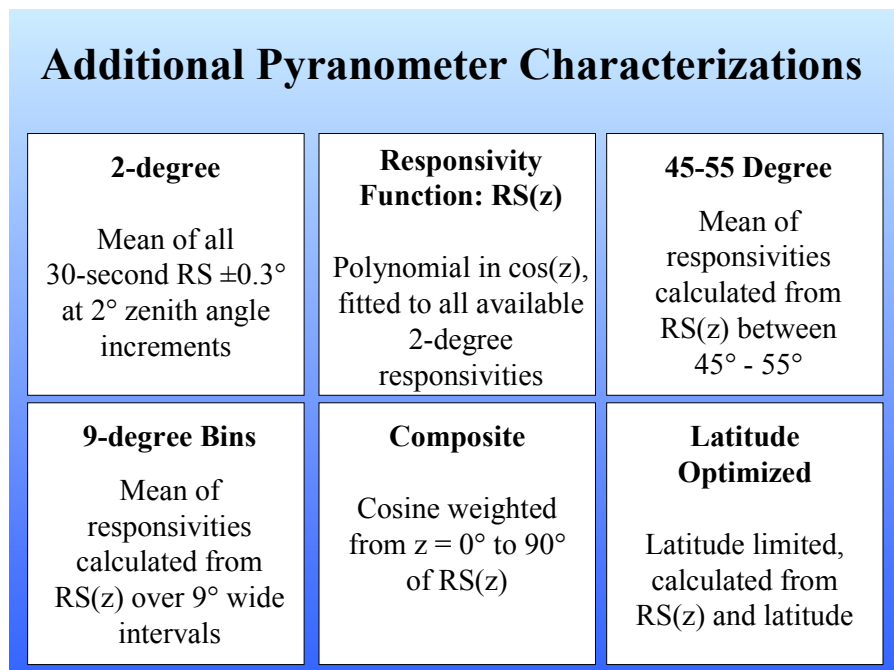 Additional Pyranometer Characterizations
2-degree
Mean of all
30-second RS ±0.3°
at 2° zenith angle
increments
Responsivity
Function: RS(z)
Polynomial in cos(z),
fitted to all available
2-degree
responsivities
45-55 Degree
Mean of
responsivities
calculated from
RS(z) between
45° - 55°
9-degree Bins
Mean of
responsivities
calculated from
RS(z) over 9° wide
intervals
Composite
Cosine weighted
from z = 0° to 90°
of RS(z)
Latitude
Optimized
Latitude limited,
calculated from
RS(z) and latitude